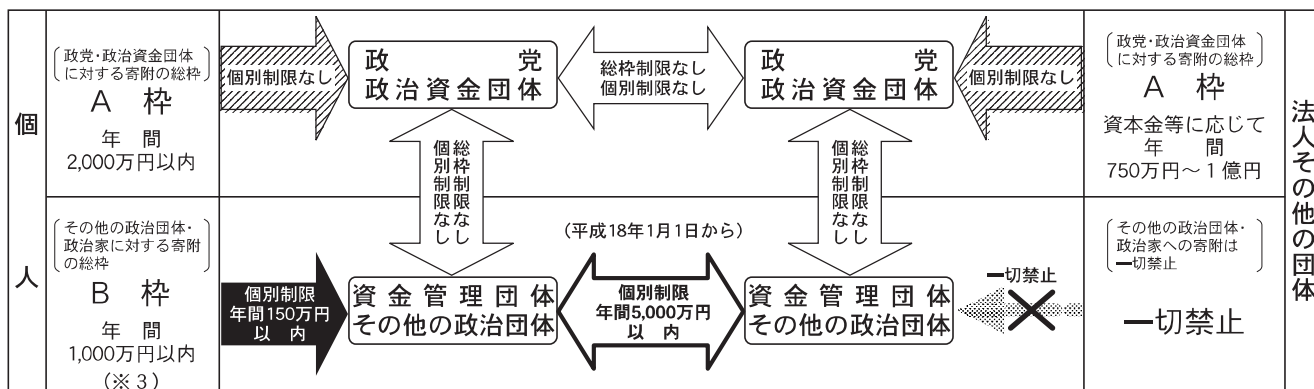 個人
政党・政治資金団体
に対する寄附の総枠
A 枠
年 間
2,000万円以内
個別制限なし
政 党
政治資金団体
総枠制限なし
個別制限なし
政 党
政治資金団体
個別制限なし
政党・政治資金団体
に対する寄附の総枠
A 枠
資本金等に応じて
年 間
750万円~1億円
法人その他の団体
総枠制限なし
個別制限なし
総枠制限なし
個別制限なし
その他の政治団体・
政治家に対する寄附
の総枠
B 枠
年 間
1,000万円以内
(※3)
個別制限
年間150万円
以 内
資金管理団体
その他の政治団体
(平成18年1月1日から)
個別制限
年間5,000万円
以 内
資金管理団体
その他の政治団体
一切禁止
その他の政治団体・
政治家への寄附は
一切禁止
一切禁止